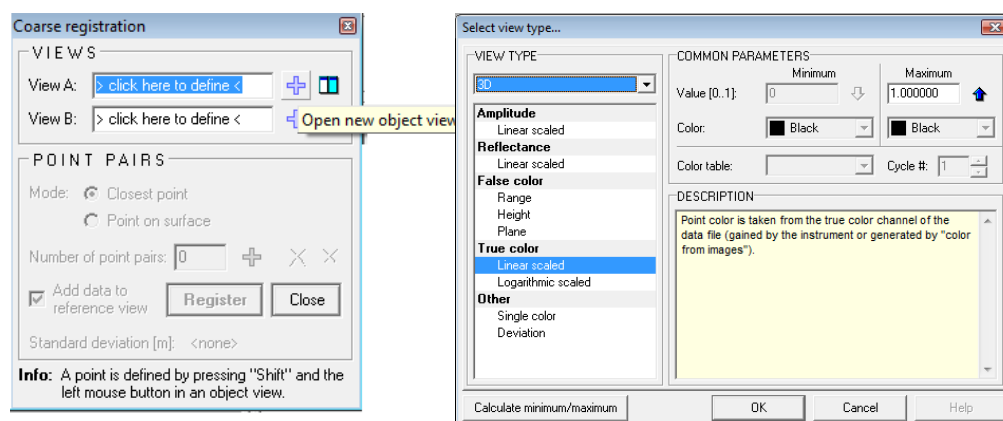 Coarse registration
VIEWS
View A: > click here to define <
View B: > click here to define <
Open new object view
POINT PAIRS
Mode: Closest point
Point on surface
Number of point pairs: 0
Add data to
reference view
Register
Close
Standard deviation [m]: <none>
Info: A point is defined by pressing "Shift" and the
left mouse button in an object view.
Select view type...
VIEW TYPE
3D
Amplitude
Linear scaled
Reflectance
Linear scaled
False color
Range
Height
Plane
True color
Linear scaled
Logarithmic scaled
Other
Single color
Deviation
COMMON PARAMETERS
Minimum Maximum
Value [0..1]: 0 1.000000
Color: Black Black
Color table: Cycle #: 1
DESCRIPTION
Point color is taken from the true color channel of the
data file (gained by the instrument or generated by "color
from images").
Calculate minimum/maximum OK Cancel Help